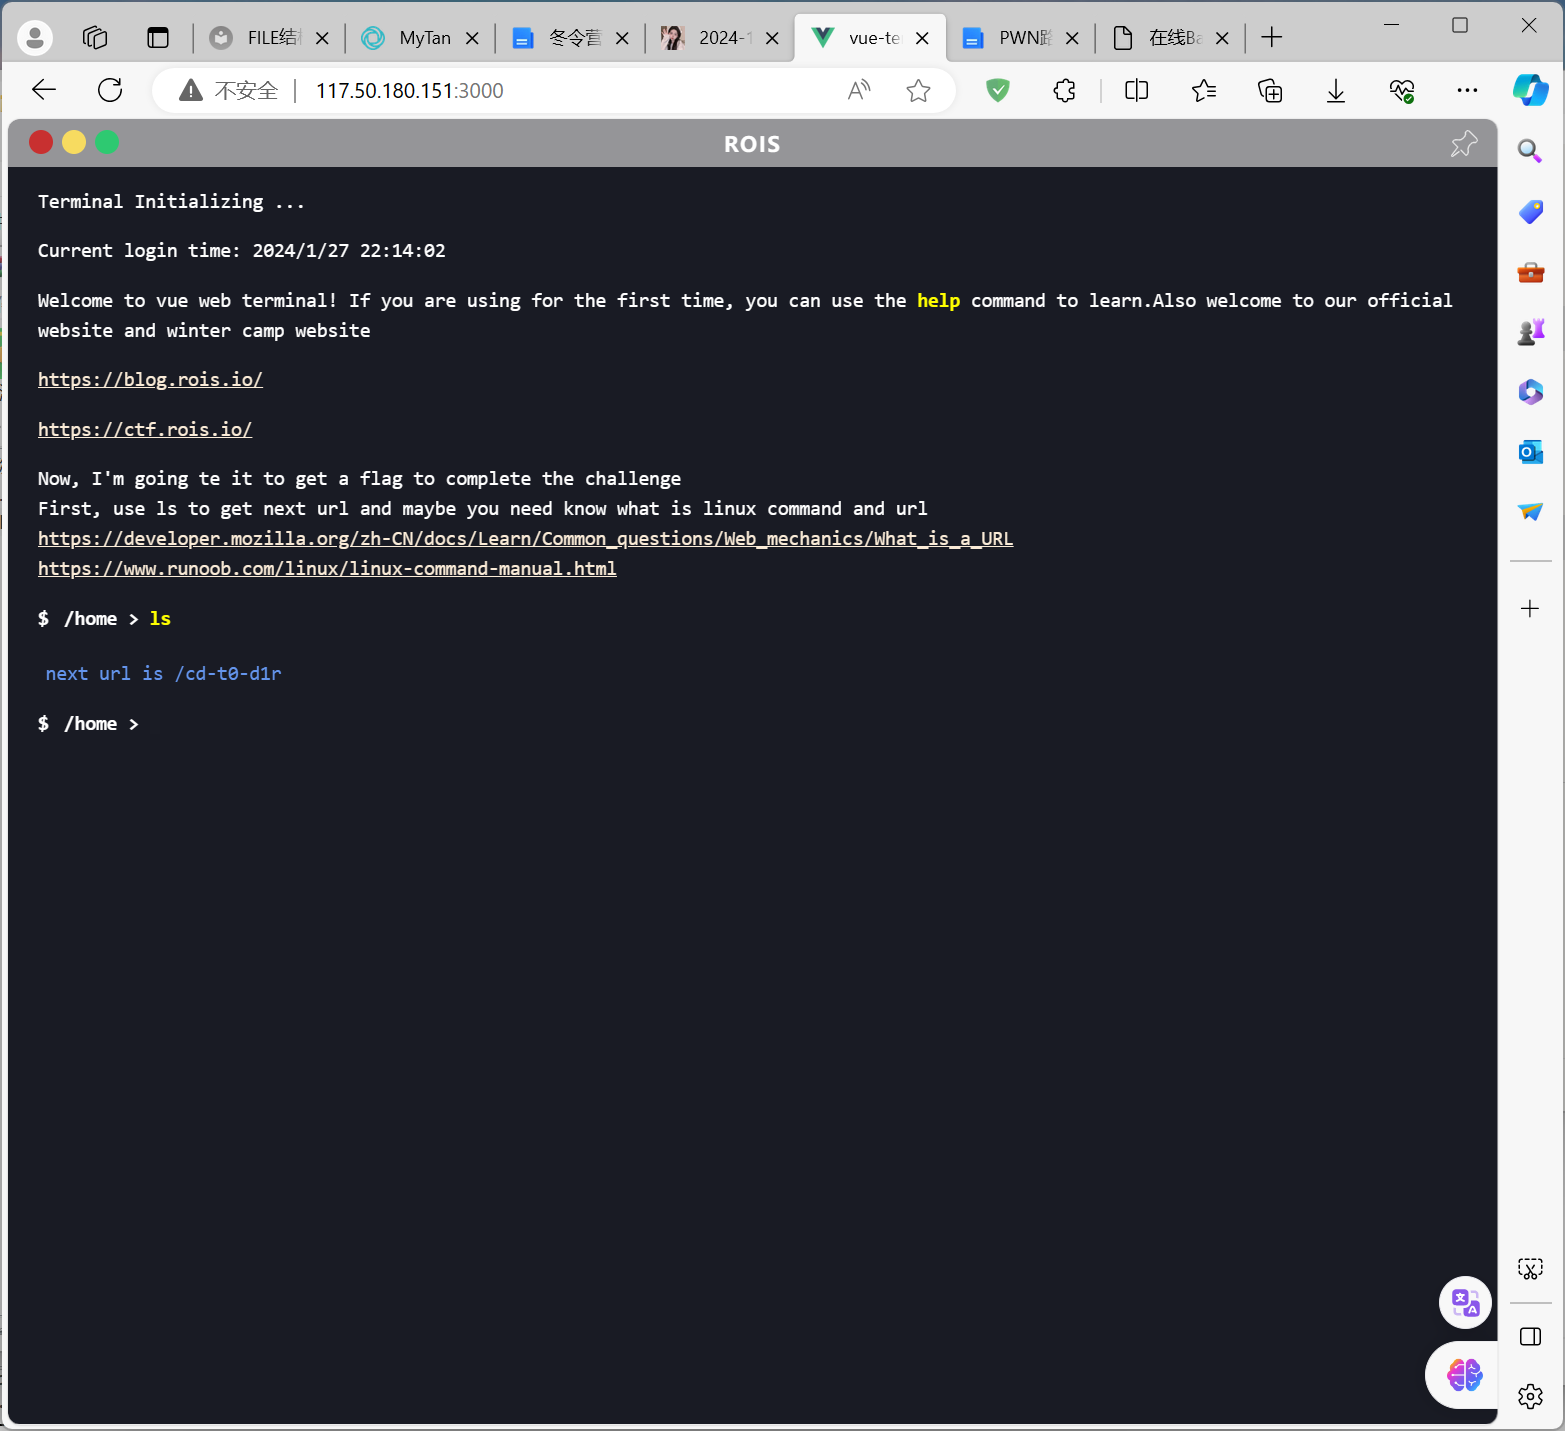 FILE结
MyTan
冬令营
2024-1
vue-te
PWN路
在线Ba
不安全
117.50.180.151:3000
ROIS
Terminal Initializing ...
Current login time: 2024/1/27 22:14:02
Welcome to vue web terminal! If you are using for the first time, you can use the help command to learn.Also welcome to our official
website and winter camp website
https://blog.rois.io/
https://ctf.rois.io/
Now, I'm going te it to get a flag to complete the challenge
First, use ls to get next url and maybe you need know what is linux command and url
https://developer.mozilla.org/zh-CN/docs/Learn/Common_questions/Web_mechanics/What_is_a_URL
https://www.runoob.com/linux/linux-command-manual.html
$ /home > ls
next url is /cd-t0-d1r
$ /home >